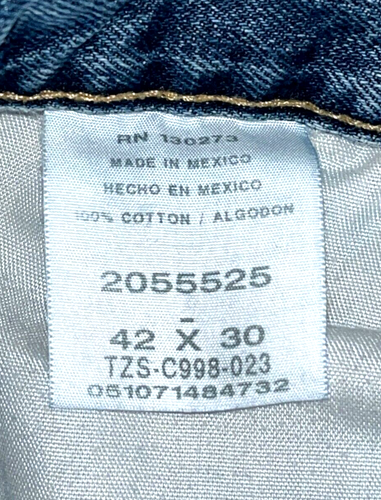 RN 130273
MADE IN MEXICO
HECHO EN MEXICO
100% COTTON / ALGODON
2055525
-
42 X 30
TZS-C998-023
051071484732